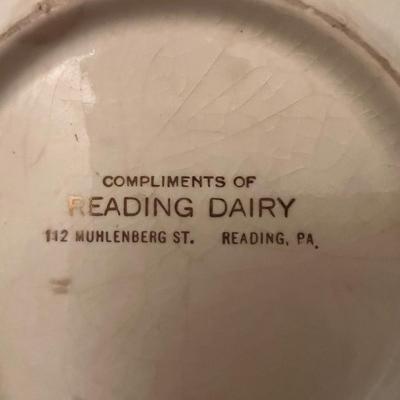 COMPLIMENTS OF
READING DAIRY
112 MUHLENBERG ST. READING, PA.